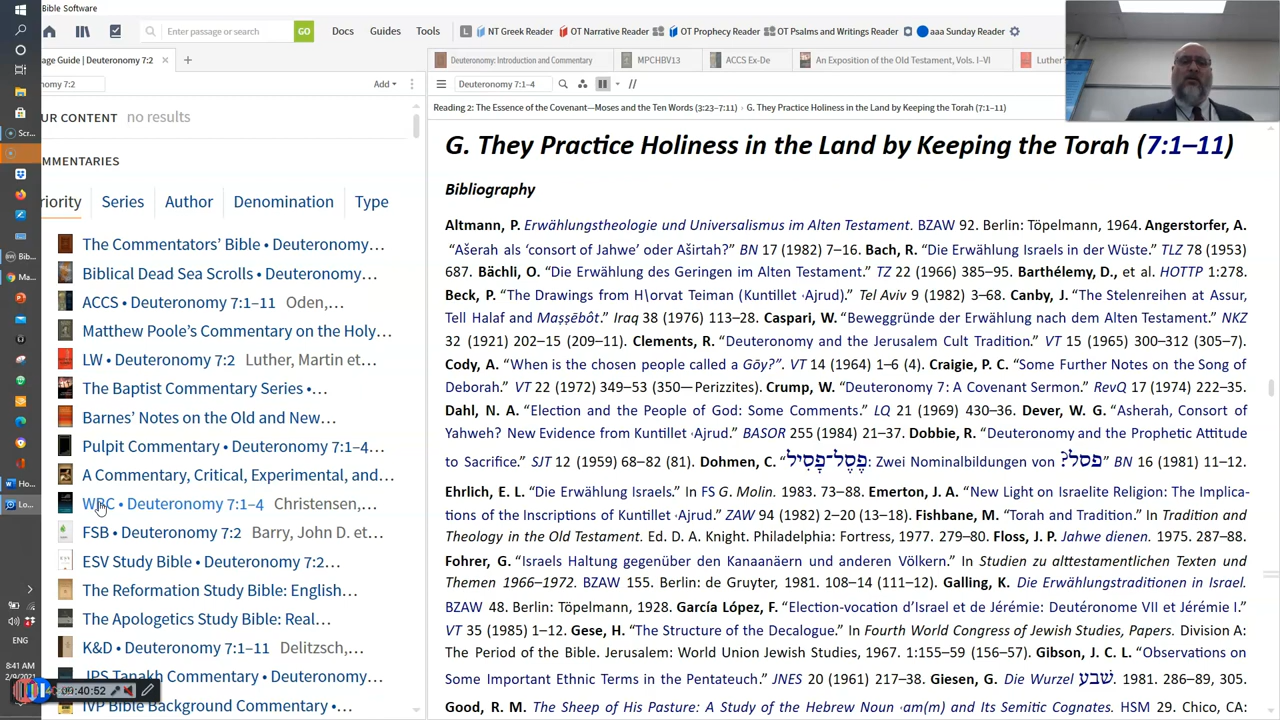 Bible Software
Enter passage or search
GO
Docs
Guides
Tools
NT Greek Reader
OT Narrative Reader
OT Prophecy Reader
OT Psalms and Writings Reader
aaa Sunday Reader
age Guide | Deuteronomy 7:2
Deuteronomy: Introduction and Commentary
MPCHBV13
ACCS Ex-De
An Exposition of the Old Testament, Vols. I-VI
Luther'
nomy 7:2
Add
Deuteronomy 7:1–4
Reading 2: The Essence of the Covenant—Moses and the Ten Words (3:23–7:11) › G. They Practice Holiness in the Land by Keeping the Torah (7:1–11)
UR CONTENT no results
MMENTARIES
iority Series Author Denomination Type
The Commentators' Bible • Deuteronomy…
Biblical Dead Sea Scrolls • Deuteronomy…
ACCS • Deuteronomy 7:1–11 Oden,…
Matthew Poole's Commentary on the Holy…
LW • Deuteronomy 7:2 Luther, Martin et…
The Baptist Commentary Series •…
Barnes' Notes on the Old and New…
Pulpit Commentary • Deuteronomy 7:1–4…
A Commentary, Critical, Experimental, and…
WBC • Deuteronomy 7:1–4 Christensen,…
FSB • Deuteronomy 7:2 Barry, John D. et…
ESV Study Bible • Deuteronomy 7:2…
The Reformation Study Bible: English…
The Apologetics Study Bible: Real…
K&D • Deuteronomy 7:1–11 Delitzsch,…
JPS Tanakh Commentary • Deuteronomy…
IVP Bible Background Commentary •…
G. They Practice Holiness in the Land by Keeping the Torah (7:1–11)
Bibliography
Altmann, P. Erwählungstheologie und Universalismus im Alten Testament. BZAW 92. Berlin: Töpelmann, 1964. Angerstorfer, A.
"Ašerah als 'consort of Jahwe' oder Aširtah?" BN 17 (1982) 7–16. Bach, R. "Die Erwählung Israels in der Wüste." TLZ 78 (1953)
687. Bächli, O. "Die Erwählung des Geringen im Alten Testament." TZ 22 (1966) 385–95. Barthélemy, D., et al. HOTTP 1:278.
Beck, P. "The Drawings from H\orvat Teiman (Kuntillet ·Ajrud)." Tel Aviv 9 (1982) 3–68. Canby, J. "The Stelenreihen at Assur,
Tell Halaf and Maṣṣēbôt. Iraq 38 (1976) 113–28. Caspari, W. "Beweggründe der Erwählung nach dem Alten Testament." NKZ
32 (1921) 202–15 (209–11). Clements, R. "Deuteronomy and the Jerusalem Cult Tradition." VT 15 (1965) 300–312 (305–7).
Cody, A. "When is the chosen people called a Gôy?". VT 14 (1964) 1–6 (4). Craigie, P. C. "Some Further Notes on the Song of
Deborah." VT 22 (1972) 349–53 (350—Perizzites). Crump, W. "Deuteronomy 7: A Covenant Sermon." RevQ 17 (1974) 222–35.
Dahl, N. A. "Election and the People of God: Some Comments." LQ 21 (1969) 430–36. Dever, W. G. "Asherah, Consort of
Yahweh? New Evidence from Kuntillet ·Ajrud." BASOR 255 (1984) 21–37. Dobbie, R. "Deuteronomy and the Prophetic Attitude
to Sacrifice." SJT 12 (1959) 68–82 (81). Dohmen, C. "פֶּסֶל־פָּסִיל: Zwei Nominalbildungen von פסל?" BN 16 (1981) 11–12.
Ehrlich, E. L. "Die Erwählung Israels." In FS G. Molin. 1983. 73–88. Emerton, J. A. "New Light on Israelite Religion: The Implica-
tions of the Inscriptions of Kuntillet ·Ajrud." ZAW 94 (1982) 2–20 (13–18). Fishbane, M. "Torah and Tradition." In Tradition and
Theology in the Old Testament. Ed. D. A. Knight. Philadelphia: Fortress, 1977. 279–80. Floss, J. P. Jahwe dienen. 1975. 287–88.
Fohrer, G. "Israels Haltung gegenüber den Kanaanäern und anderen Völkern." In Studien zu alttestamentlichen Texten und
Themen 1966–1972. BZAW 155. Berlin: de Gruyter, 1981. 108–14 (111–12). Galling, K. Die Erwählungstraditionen in Israel.
BZAW 48. Berlin: Töpelmann, 1928. García López, F. "Election-vocation d'Israel et de Jérémie: Deutéronome VII et Jérémie I."
VT 35 (1985) 1–12. Gese, H. "The Structure of the Decalogue." In Fourth World Congress of Jewish Studies, Papers. Division A:
The Period of the Bible. Jerusalem: World Union Jewish Studies, 1967. 1:155–59 (156–57). Gibson, J. C. L. "Observations on
Some Important Ethnic Terms in the Pentateuch." JNES 20 (1961) 217–38. Giesen, G. Die Wurzel שׁבע. 1981. 286–89, 305.
Good, R. M. The Sheep of His Pasture: A Study of the Hebrew Noun ·am(m) and Its Semitic Cognates. HSM 29. Chico, CA:
Scr...
Bib...
Ma...
Ho...
Lo...
ENG
8:41 AM
2/9/2021
:40:52